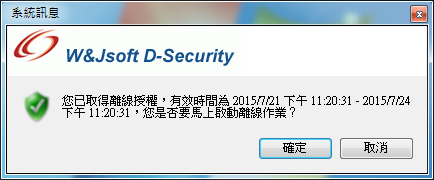 系統訊息
W&Jsoft D-Security
您已取得離線授權，有效時間為 2015/7/21 下午 11:20:31 - 2015/7/24
下午 11:20:31，您是否要馬上啟動離線作業？
確定
取消